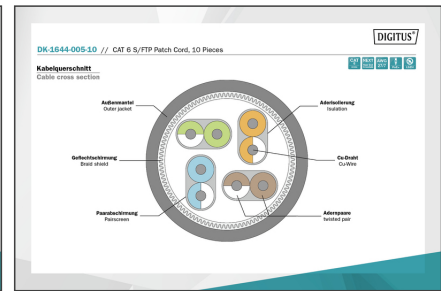 DIGITUS®
DK-1644-005-10 // CAT 6 S/FTP Patch Cord, 10 Pieces
Kabelquerschnitt
Cable cross section
Außenmantel
Outer jacket
Aderisolierung
Insulation
Geflechtschirmung
Braid shield
Cu-Draht
Cu-Wire
Paarabschirmung
Pairscreen
Adernpaare
twisted pair